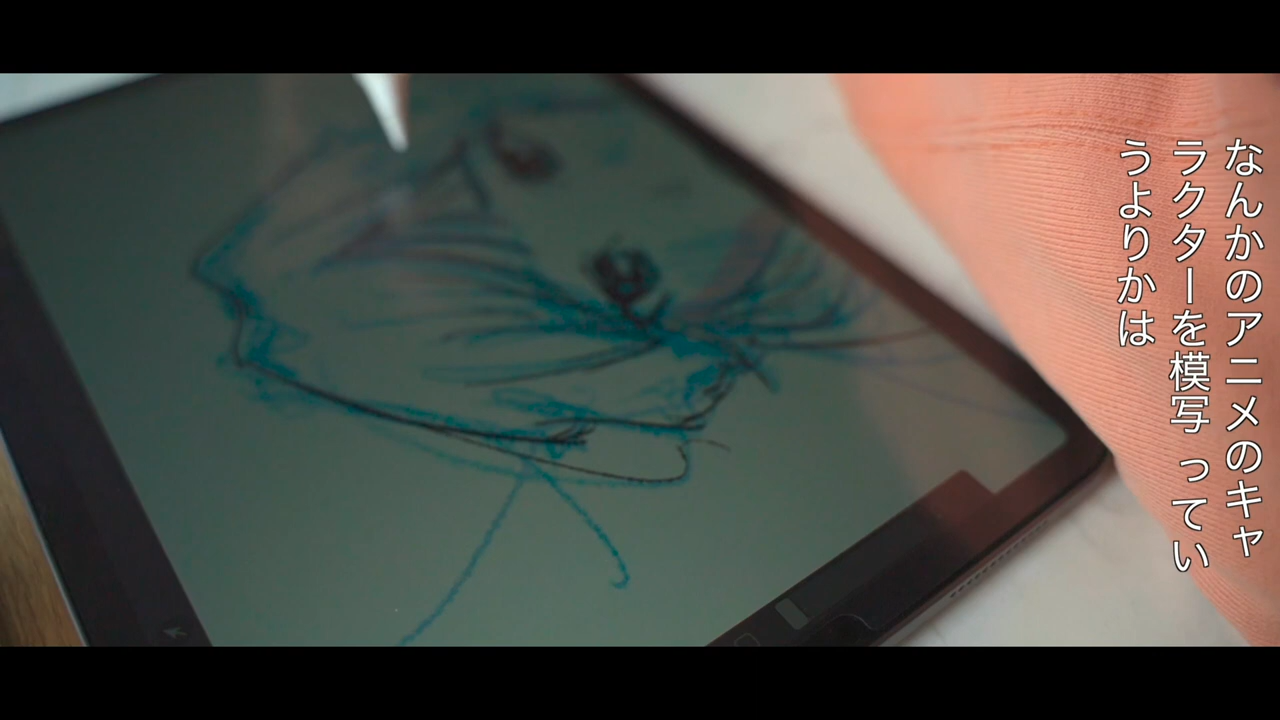 なんかのアニメのキャ
ラクターを模写 ってい
うよりかは